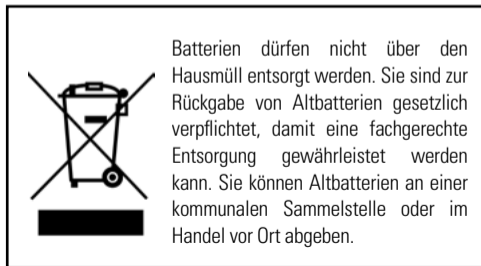 Batterien dürfen nicht über den
Hausmüll entsorgt werden. Sie sind zur
Rückgabe von Altbatterien gesetzlich
verpflichtet, damit eine fachgerechte
Entsorgung gewährleistet werden
kann. Sie können Altbatterien an einer
kommunalen Sammelstelle oder im
Handel vor Ort abgeben.